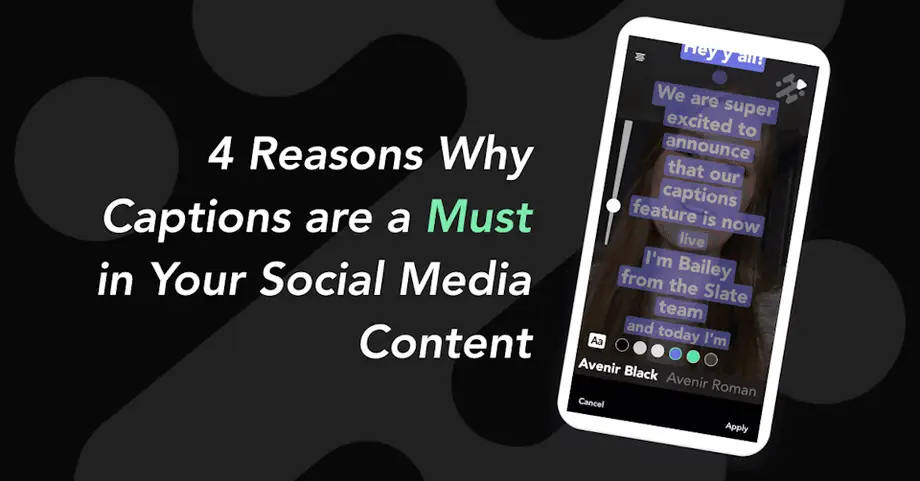 4 Reasons Why
Captions are a Must
in Your Social Media
Content
Hey y'all!
We are super
excited to
announce
that our
captions
feature is now
live
I'm Bailey
from the Slate
team
and today I'm
Aa
Avenir Black Avenir Roman
Cancel
Apply